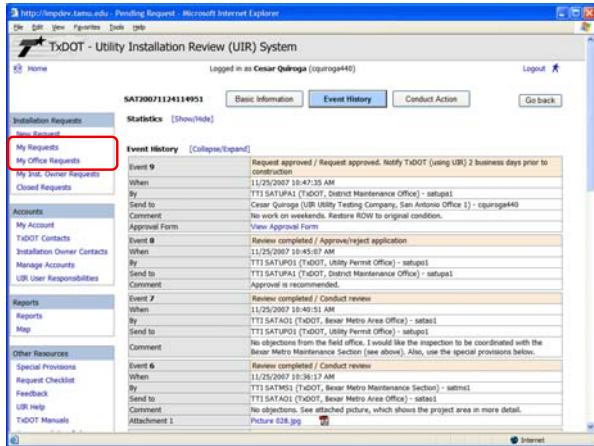 http://impdev.tamu.edu - Pending Request - Microsoft Internet Explorer
File Edit View Favorites Tools Help
TxDOT - Utility Installation Review (UIR) System
Home Logged in as Cesar Quiroga (cquiroga440) Logout
SAT20071124114951 Basic Information Event History Conduct Action Go back
Statistics [Show/Hide]
Event History [Collapse/Expand]
Installation Requests
New Request
My Requests
My Office Requests
My Inst. Owner Requests
Closed Requests
Accounts
My Account
TxDOT Contacts
Installation Owner Contacts
Manage Accounts
UIR User Responsibilities
Reports
Reports
Map
Other Resources
Special Provisions
Request Checklist
Feedback
UIR Help
TxDOT Manuals
Event 9 Request approved / Request approved. Notify TxDOT (using UIR) 2 business days prior to
construction
When 11/25/2007 10:47:35 AM
By TTI SATUPA1 (TxDOT, District Maintenance Office) - satupa1
Send to Cesar Quiroga (UIR Utility Testing Company, San Antonio Office 1) - cquiroga440
Comment No work on weekends. Restore ROW to original condition.
Approval Form View Approval Form
Event 8 Review completed / Approve/reject application
When 11/25/2007 10:45:07 AM
By TTI SATUPO1 (TxDOT, Utility Permit Office) - satupo1
Send to TTI SATUPA1 (TxDOT, District Maintenance Office) - satupa1
Comment Approval is recommended.
Event 7 Review completed / Conduct review
When 11/25/2007 10:40:51 AM
By TTI SATAO1 (TxDOT, Bexar Metro Area Office) - satao1
Send to TTI SATUPO1 (TxDOT, Utility Permit Office) - satupo1
Comment No objections from the field office. I would like the inspection to be coordinated with the
Bexar Metro Maintenance Section (see above). Also, use the special provisions below.
Event 6 Review completed / Conduct review
When 11/25/2007 10:36:17 AM
By TTI SATMS1 (TxDOT, Bexar Metro Maintenance Section) - satms1
Send to TTI SATAO1 (TxDOT, Bexar Metro Area Office) - satao1
Comment No objections. See attached picture, which shows the project area in more detail.
Attachment 1 Picture 028.jpg
Internet